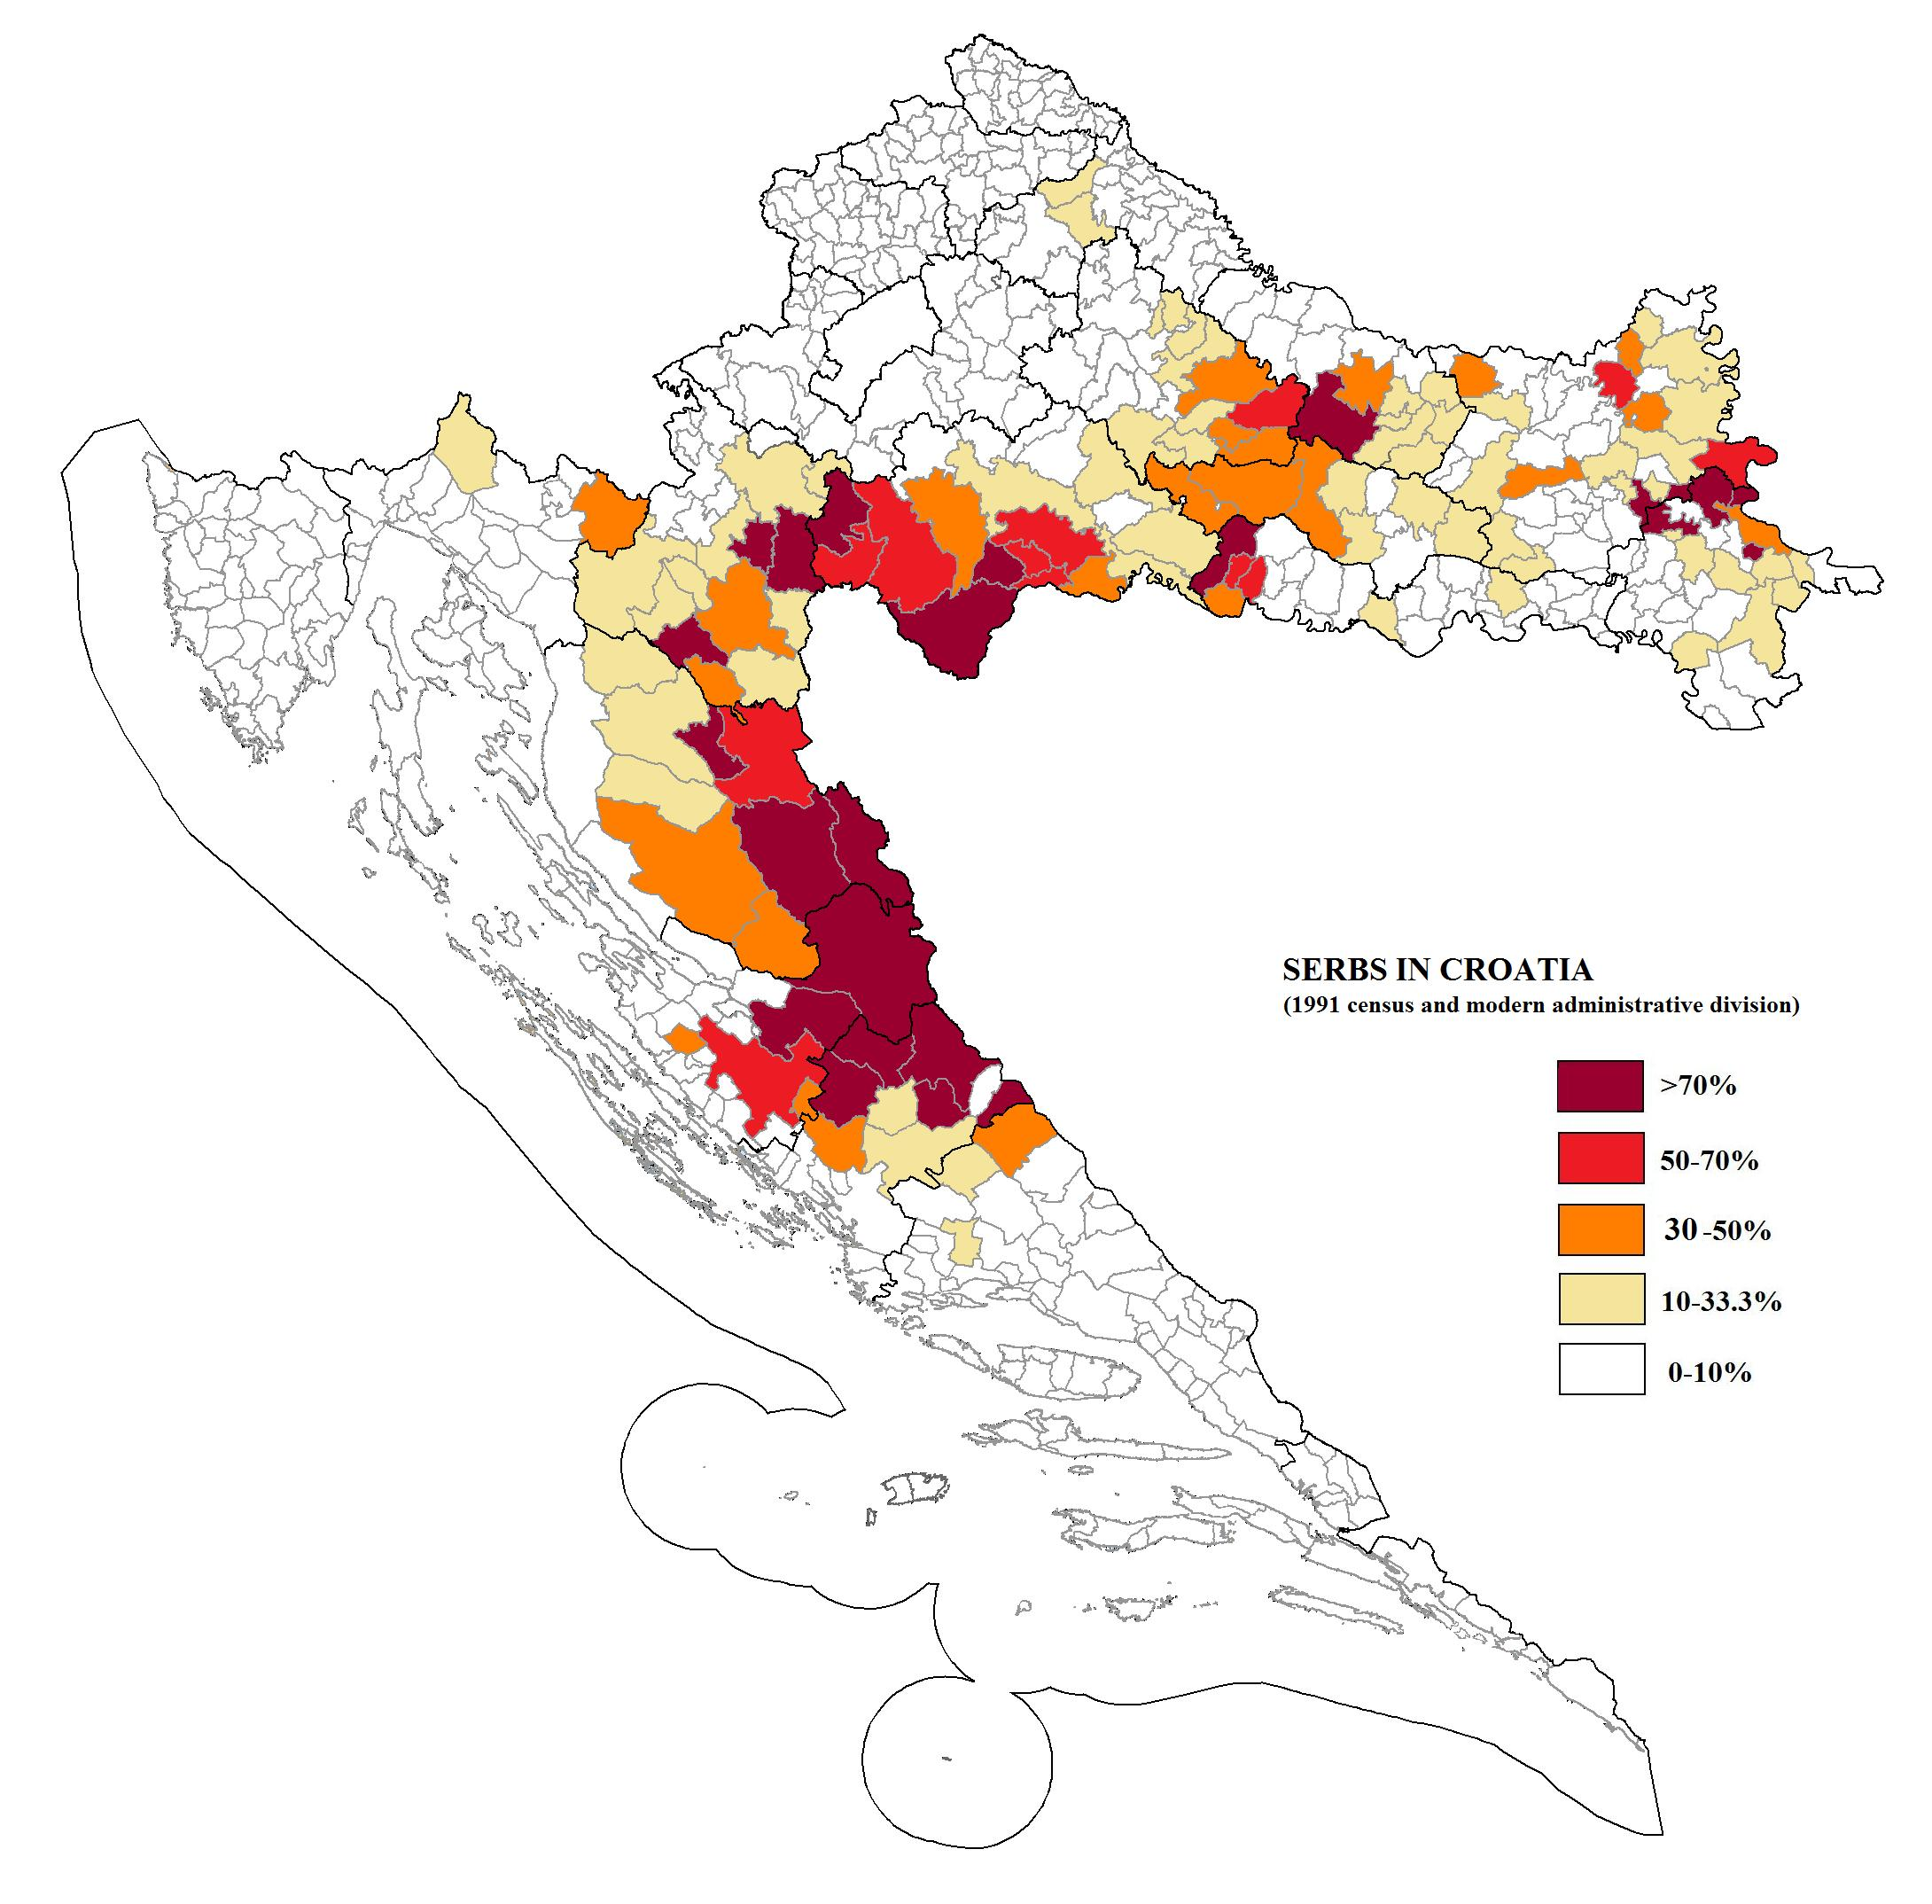 SERBS IN CROATIA
(1991 census and modern administrative division)
>70%
50-70%
30 -50%
10-33.3%
0-10%